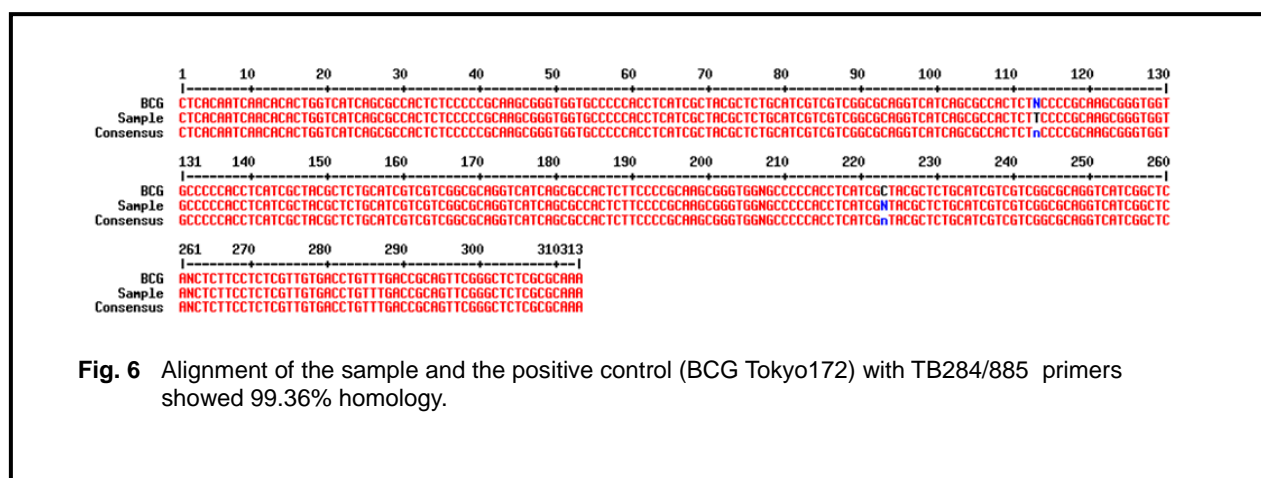 1 10 20 30 40 50 60 70 80 90 100 110 120 130
|--------+---------+---------+---------+---------+---------+---------+---------+---------+---------+---------+---------+---------|
BCG CTCACAATCAACACACTGGTCATCAGCGCCACTCTCCCCCGCAAGCGGGTGGTGCCCCCACCTCATCGCTACGCTCTGCATCGTCGTCGGCGCAGGTCATCAGCGCCACTCTNCCCCGCAAGCGGGTGGT
Sample CTCACAATCAACACACTGGTCATCAGCGCCACTCTCCCCCGCAAGCGGGTGGTGCCCCCACCTCATCGCTACGCTCTGCATCGTCGTCGGCGCAGGTCATCAGCGCCACTCTTCCCCGCAAGCGGGTGGT
Consensus CTCACAATCAACACACTGGTCATCAGCGCCACTCTCCCCCGCAAGCGGGTGGTGCCCCCACCTCATCGCTACGCTCTGCATCGTCGTCGGCGCAGGTCATCAGCGCCACTCTnCCCCGCAAGCGGGTGGT
131 140 150 160 170 180 190 200 210 220 230 240 250 260
|--------+---------+---------+---------+---------+---------+---------+---------+---------+---------+---------+---------+---------|
BCG GCCCCCACCTCATCGCTACGCTCTGCATCGTCGTCGGCGCAGGTCATCAGCGCCACTCTTCCCCGCAAGCGGGTGGNGCCCCCACCTCATCGCTACGCTCTGCATCGTCGTCGGCGCAGGTCATCGGCTC
Sample GCCCCCACCTCATCGCTACGCTCTGCATCGTCGTCGGCGCAGGTCATCAGCGCCACTCTTCCCCGCAAGCGGGTGGNGCCCCCACCTCATCGNTACGCTCTGCATCGTCGTCGGCGCAGGTCATCGGCTC
Consensus GCCCCCACCTCATCGCTACGCTCTGCATCGTCGTCGGCGCAGGTCATCAGCGCCACTCTTCCCCGCAAGCGGGTGGNGCCCCCACCTCATCGnTACGCTCTGCATCGTCGTCGGCGCAGGTCATCGGCTC
261 270 280 290 300 310313
|--------+---------+---------+---------+---------+--|
BCG ANCTCTTCCTCTCGTTGTGACCTGTTTGACCGCAGTTCGGGCTCTCGCGCAAA
Sample ANCTCTTCCTCTCGTTGTGACCTGTTTGACCGCAGTTCGGGCTCTCGCGCAAA
Consensus ANCTCTTCCTCTCGTTGTGACCTGTTTGACCGCAGTTCGGGCTCTCGCGCAAA
Fig. 6 Alignment of the sample and the positive control (BCG Tokyo172) with TB284/885 primers
showed 99.36% homology.